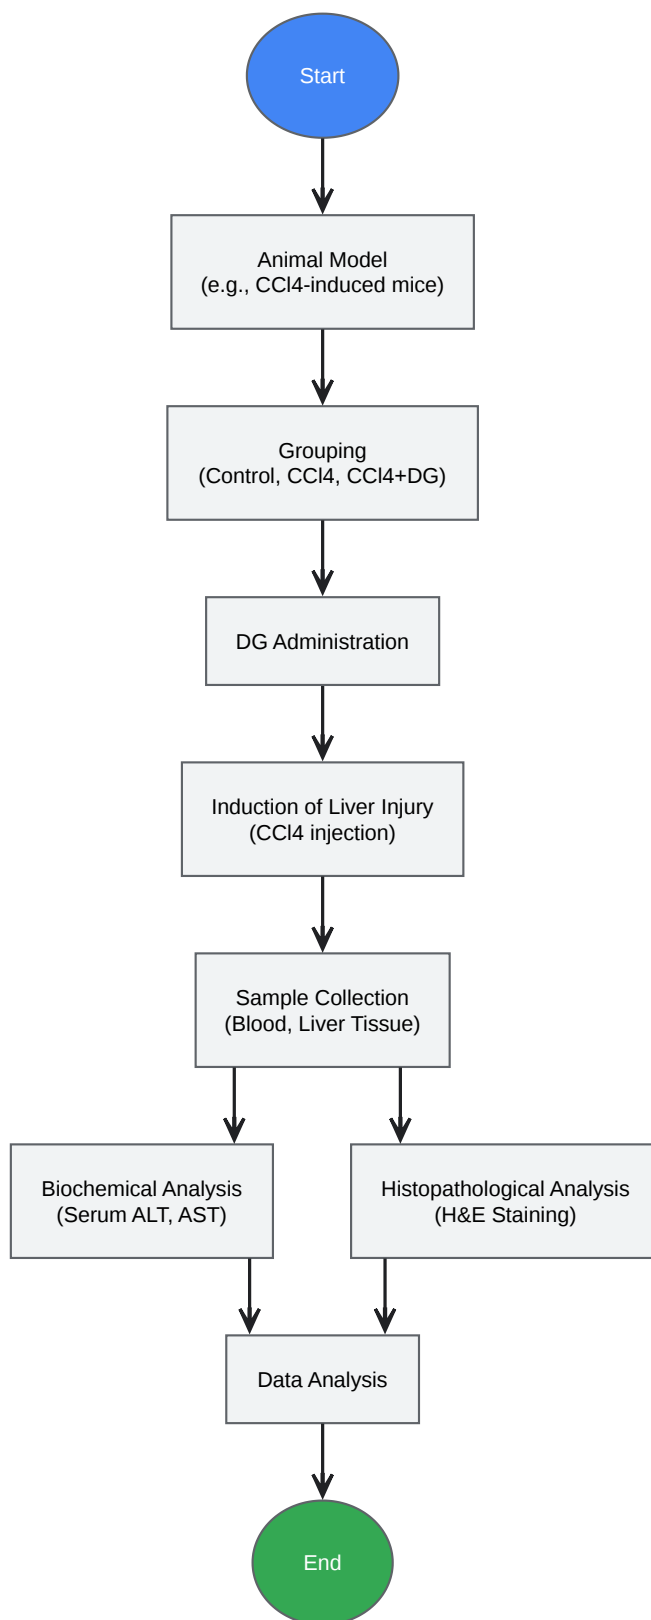 Start
Animal Model
(e.g., CCl4-induced mice)
Grouping
(Control, CCl4, CCl4+DG)
DG Administration
Induction of Liver Injury
(CCl4 injection)
Sample Collection
(Blood, Liver Tissue)
Biochemical Analysis
(Serum ALT, AST)
Histopathological Analysis
(H&E Staining)
Data Analysis
End